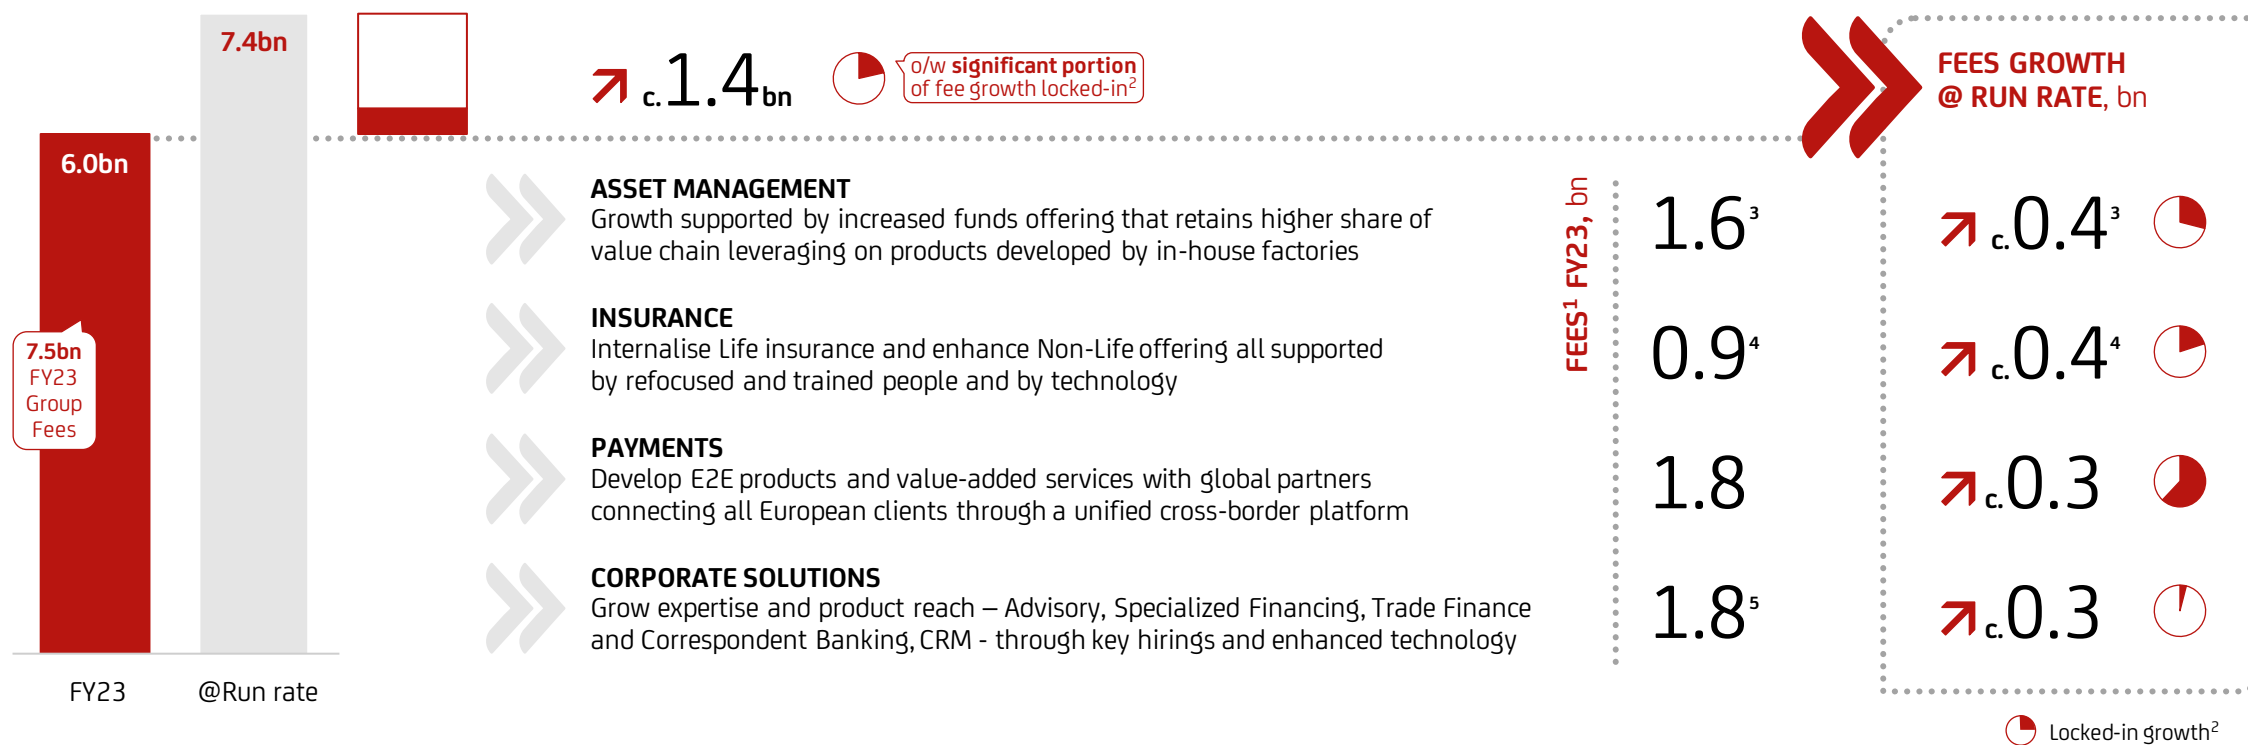 6.0bn
7.4bn
7.5bn
FY23
Group
Fees
FY23
@Run rate
c.1.4bn
o/w significant portion
of fee growth locked-in²
FEES GROWTH
@ RUN RATE, bn
FEES¹ FY23, bn
ASSET MANAGEMENT
Growth supported by increased funds offering that retains higher share of
value chain leveraging on products developed by in-house factories
1.6³
c.0.4³
INSURANCE
Internalise Life insurance and enhance Non-Life offering all supported
by refocused and trained people and by technology
0.9⁴
c.0.4⁴
PAYMENTS
Develop E2E products and value-added services with global partners
connecting all European clients through a unified cross-border platform
1.8
c.0.3
CORPORATE SOLUTIONS
Grow expertise and product reach – Advisory, Specialized Financing, Trade Finance
and Correspondent Banking, CRM - through key hirings and enhanced technology
1.8⁵
c.0.3
Locked-in growth²